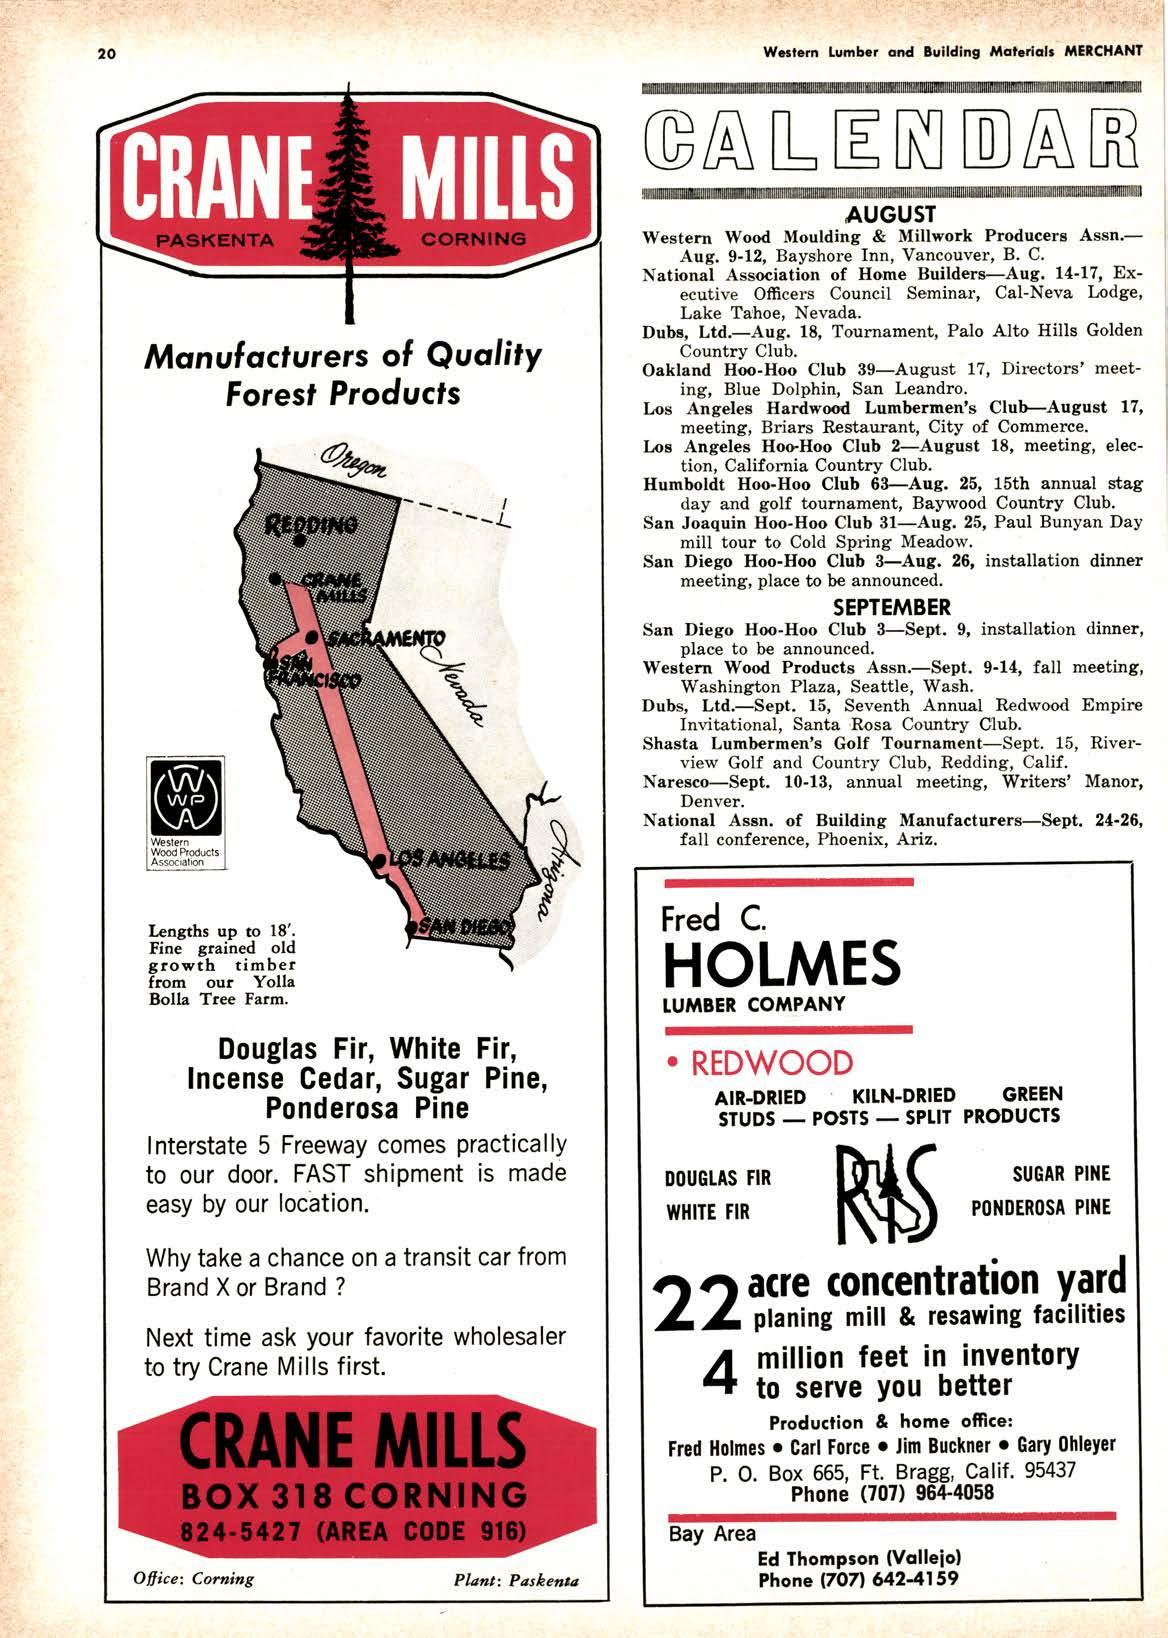 20
Western Lumber and Building Materials MERCHANT
CRANE MILLS
PASKENTA CORNING
Manufacturers of Quality
Forest Products
Oregon
REDDING
CRANE
MILLS
SACRAMENTO
SAN
FRANCISCO
Nevada
LOS ANGELES
Arizona
SAN DIEGO
WWPA
Western
Wood Products
Association
Lengths up to 18'.
Fine grained old
growth timber
from our Yolla
Bolla Tree Farm.
Douglas Fir, White Fir,
Incense Cedar, Sugar Pine,
Ponderosa Pine
Interstate 5 Freeway comes practically
to our door. FAST shipment is made
easy by our location.
Why take a chance on a transit car from
Brand X or Brand ?
Next time ask your favorite wholesaler
to try Crane Mills first.
CRANE MILLS
BOX 318 CORNING
824-5427 (AREA CODE 916)
Office: Corning Plant: Paskenta
CALENDAR
AUGUST
Western Wood Moulding & Millwork Producers Assn.—
Aug. 9-12, Bayshore Inn, Vancouver, B. C.
National Association of Home Builders—Aug. 14-17, Ex-
ecutive Officers Council Seminar, Cal-Neva Lodge,
Lake Tahoe, Nevada.
Dubs, Ltd.—Aug. 18, Tournament, Palo Alto Hills Golden
Country Club.
Oakland Hoo-Hoo Club 39—August 17, Directors' meet-
ing, Blue Dolphin, San Leandro.
Los Angeles Hardwood Lumbermen's Club—August 17,
meeting, Briars Restaurant, City of Commerce.
Los Angeles Hoo-Hoo Club 2—August 18, meeting, elec-
tion, California Country Club.
Humboldt Hoo-Hoo Club 63—Aug. 25, 15th annual stag
day and golf tournament, Baywood Country Club.
San Joaquin Hoo-Hoo Club 31—Aug. 25, Paul Bunyan Day
mill tour to Cold Spring Meadow.
San Diego Hoo-Hoo Club 3—Aug. 26, installation dinner
meeting, place to be announced.
SEPTEMBER
San Diego Hoo-Hoo Club 3—Sept. 9, installation dinner,
place to be announced.
Western Wood Products Assn.—Sept. 9-14, fall meeting,
Washington Plaza, Seattle, Wash.
Dubs, Ltd.—Sept. 15, Seventh Annual Redwood Empire
Invitational, Santa Rosa Country Club.
Shasta Lumbermen's Golf Tournament—Sept. 15, River-
view Golf and Country Club, Redding, Calif.
Naresco—Sept. 10-13, annual meeting, Writers' Manor,
Denver.
National Assn. of Building Manufacturers—Sept. 24-26,
fall conference, Phoenix, Ariz.
Fred C.
HOLMES
LUMBER COMPANY
• REDWOOD
AIR-DRIED KILN-DRIED GREEN
STUDS — POSTS — SPLIT PRODUCTS
DOUGLAS FIR SUGAR PINE
RIS
WHITE FIR PONDEROSA PINE
22 acre concentration yard
planing mill & resawing facilities
4 million feet in inventory
to serve you better
Production & home office:
Fred Holmes • Carl Force • Jim Buckner • Gary Ohleyer
P. O. Box 665, Ft. Bragg, Calif. 95437
Phone (707) 964-4058
Bay Area
Ed Thompson (Vallejo)
Phone (707) 642-4159